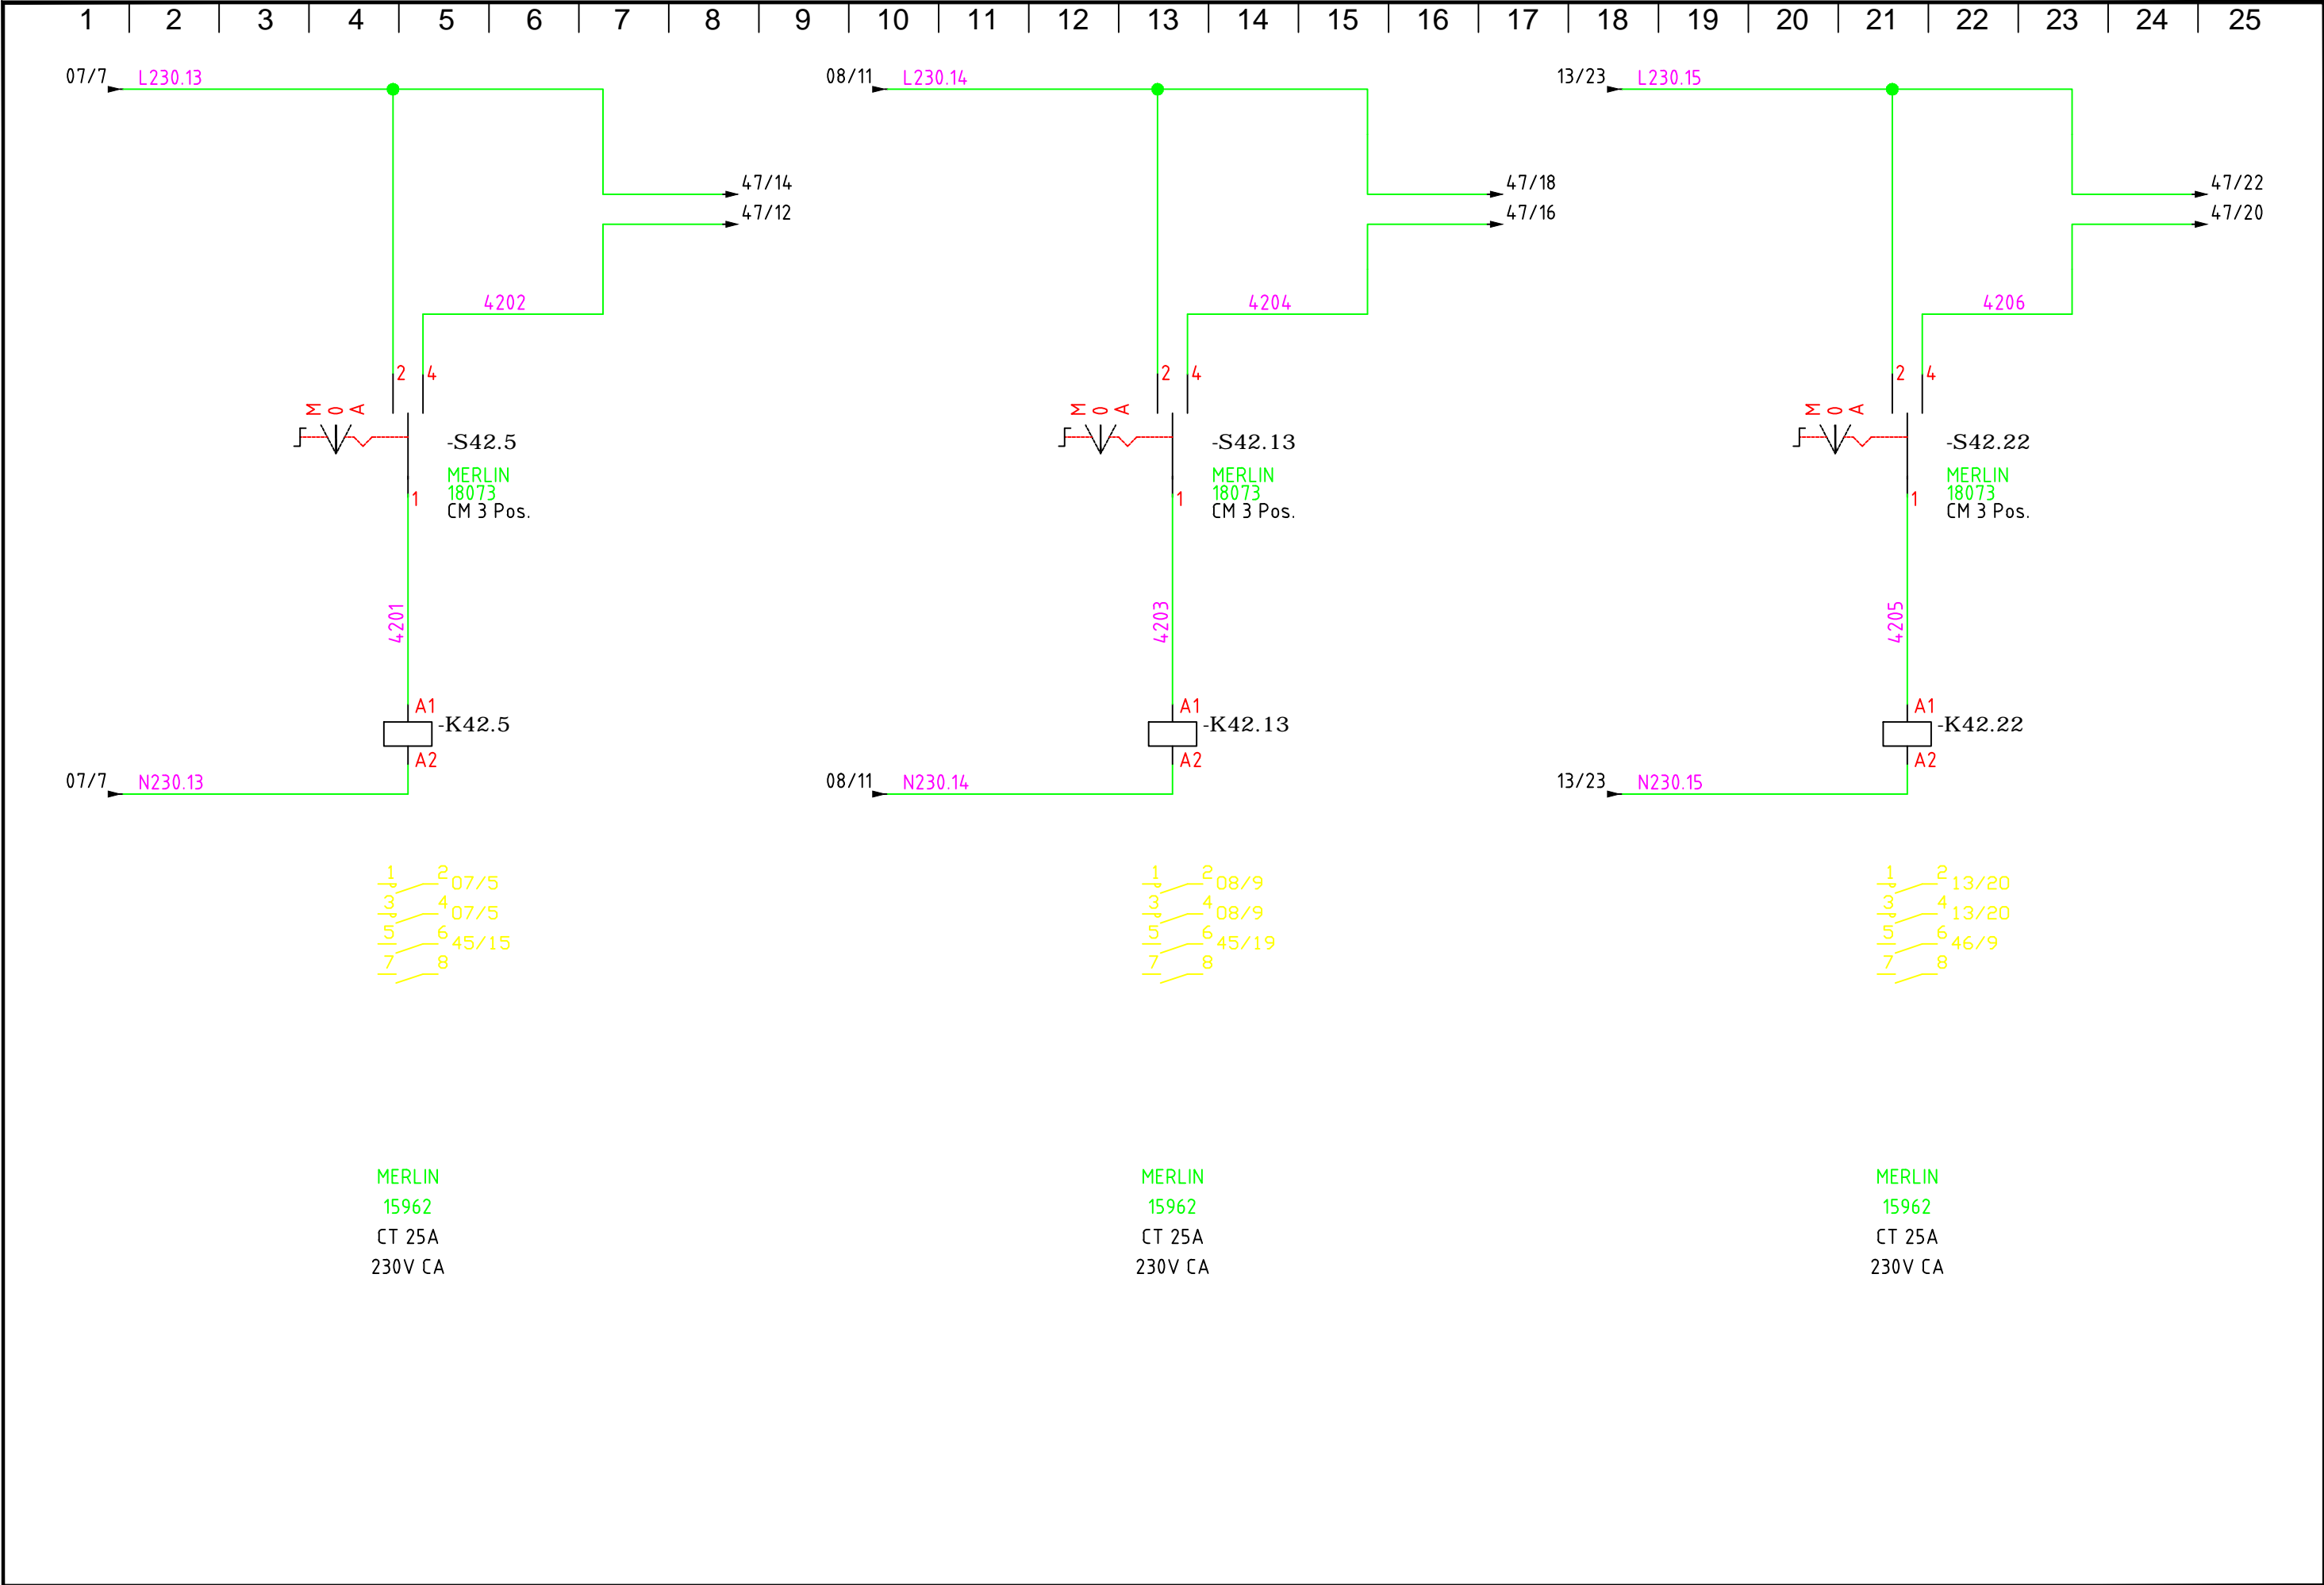 1 2 3 4 5 6 7 8 9 10 11 12 13 14 15 16 17 18 19 20 21 22 23 24 25
07/7 L230.13 08/11 L230.14 13/23 L230.15
47/14 47/18 47/22
47/12 47/16 47/20
4202 4204 4206
2 4 2 4 2 4
M 0 A M 0 A M 0 A
-S42.5 -S42.13 -S42.22
MERLIN MERLIN MERLIN
18073 18073 18073
1 1 1
CM 3 Pos. CM 3 Pos. CM 3 Pos.
4201 4203 4205
A1 A1 A1
-K42.5 -K42.13 -K42.22
A2 A2 A2
07/7 N230.13 08/11 N230.14 13/23 N230.15
1 2 07/5 1 2 08/9 1 2 13/20
3 4 07/5 3 4 08/9 3 4 13/20
5 6 45/15 5 6 45/19 5 6 46/9
7 8 7 8 7 8
MERLIN MERLIN MERLIN
15962 15962 15962
CT 25A CT 25A CT 25A
230V CA 230V CA 230V CA